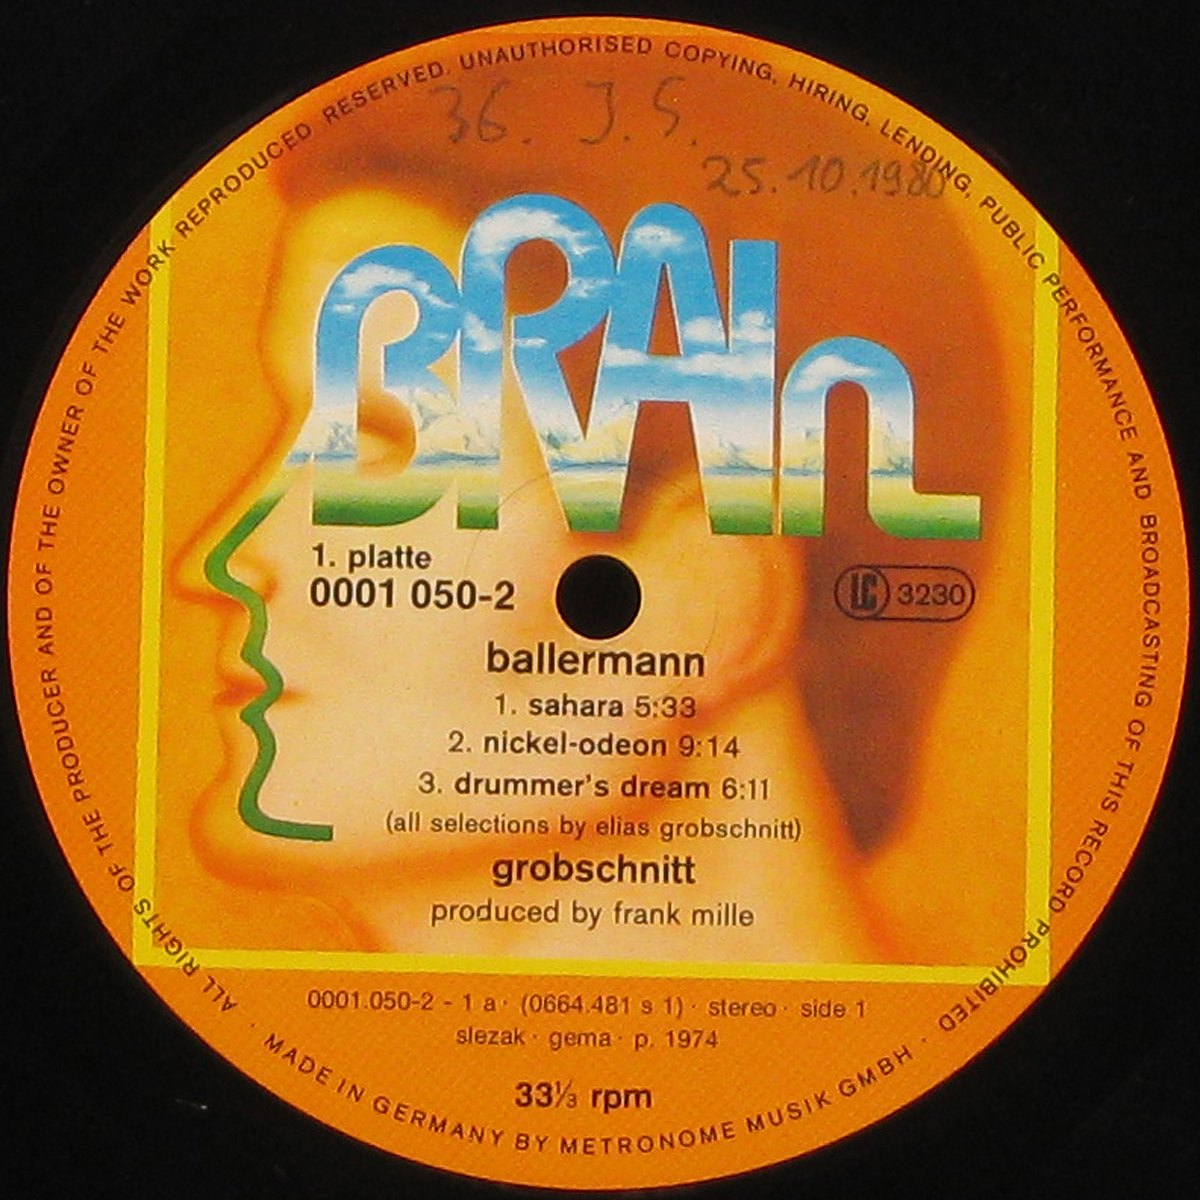 ALL RIGHTS OF THE PRODUCER AND OF THE OWNER OF THE WORK REPRODUCED RESERVED. UNAUTHORISED COPYING, HIRING, LENDING, PUBLIC PERFORMANCE AND BROADCASTING OF THIS RECORD PROHIBITED
36. J. S.
25.10.1980
BRAIn
1. platte
0001 050-2
LC 3230
ballermann
1. sahara 5:33
2. nickel-odeon 9:14
3. drummer's dream 6:11
(all selections by elias grobschnitt)
grobschnitt
produced by frank mille
0001.050-2 - 1 a · (0664.481 s 1) · stereo · side 1
slezak · gema · p. 1974
33⅓ rpm
· MADE IN GERMANY BY METRONOME MUSIK GMBH ·